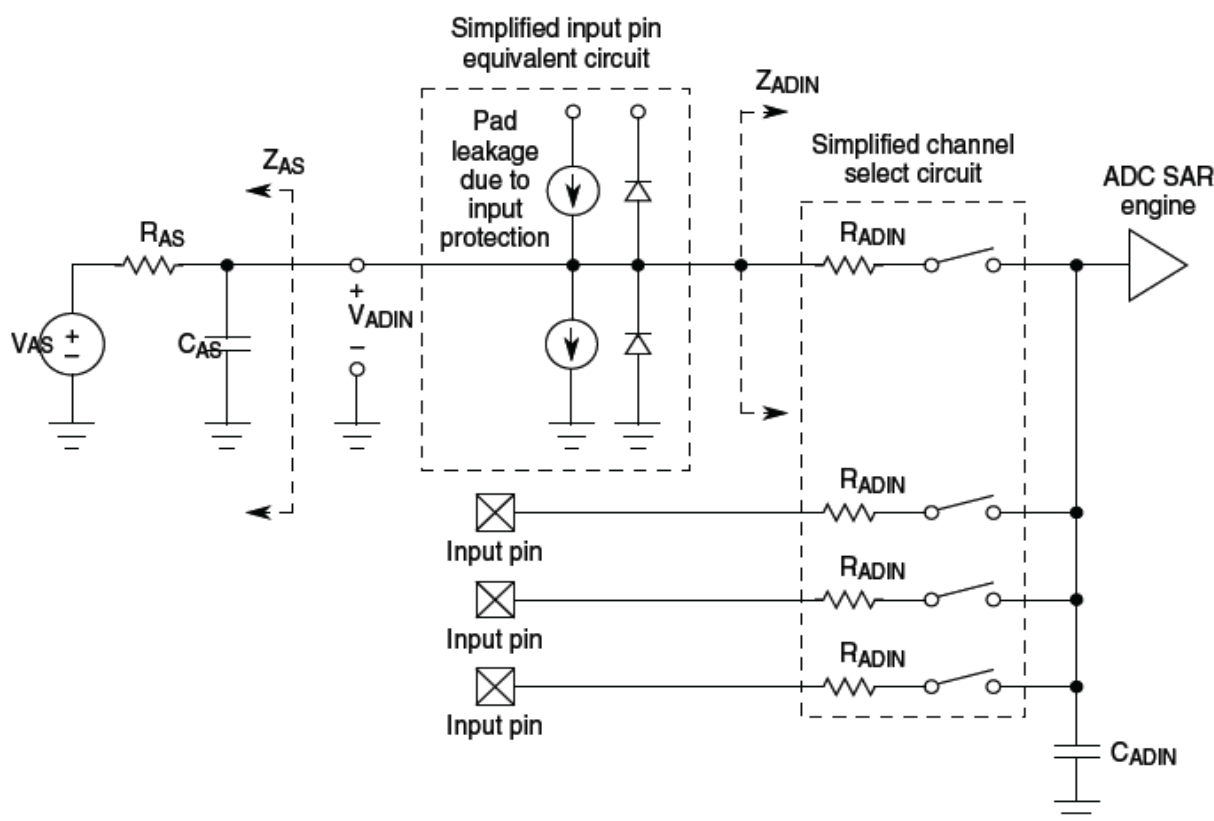 Simplified input pin
equivalent circuit
Pad
leakage
due to
input
protection
ZAS
RAS
VAS
+
−
CAS
+
VADIN
−
ZADIN
Simplified channel
select circuit
RADIN
ADC SAR
engine
RADIN
Input pin
RADIN
Input pin
RADIN
Input pin
CADIN